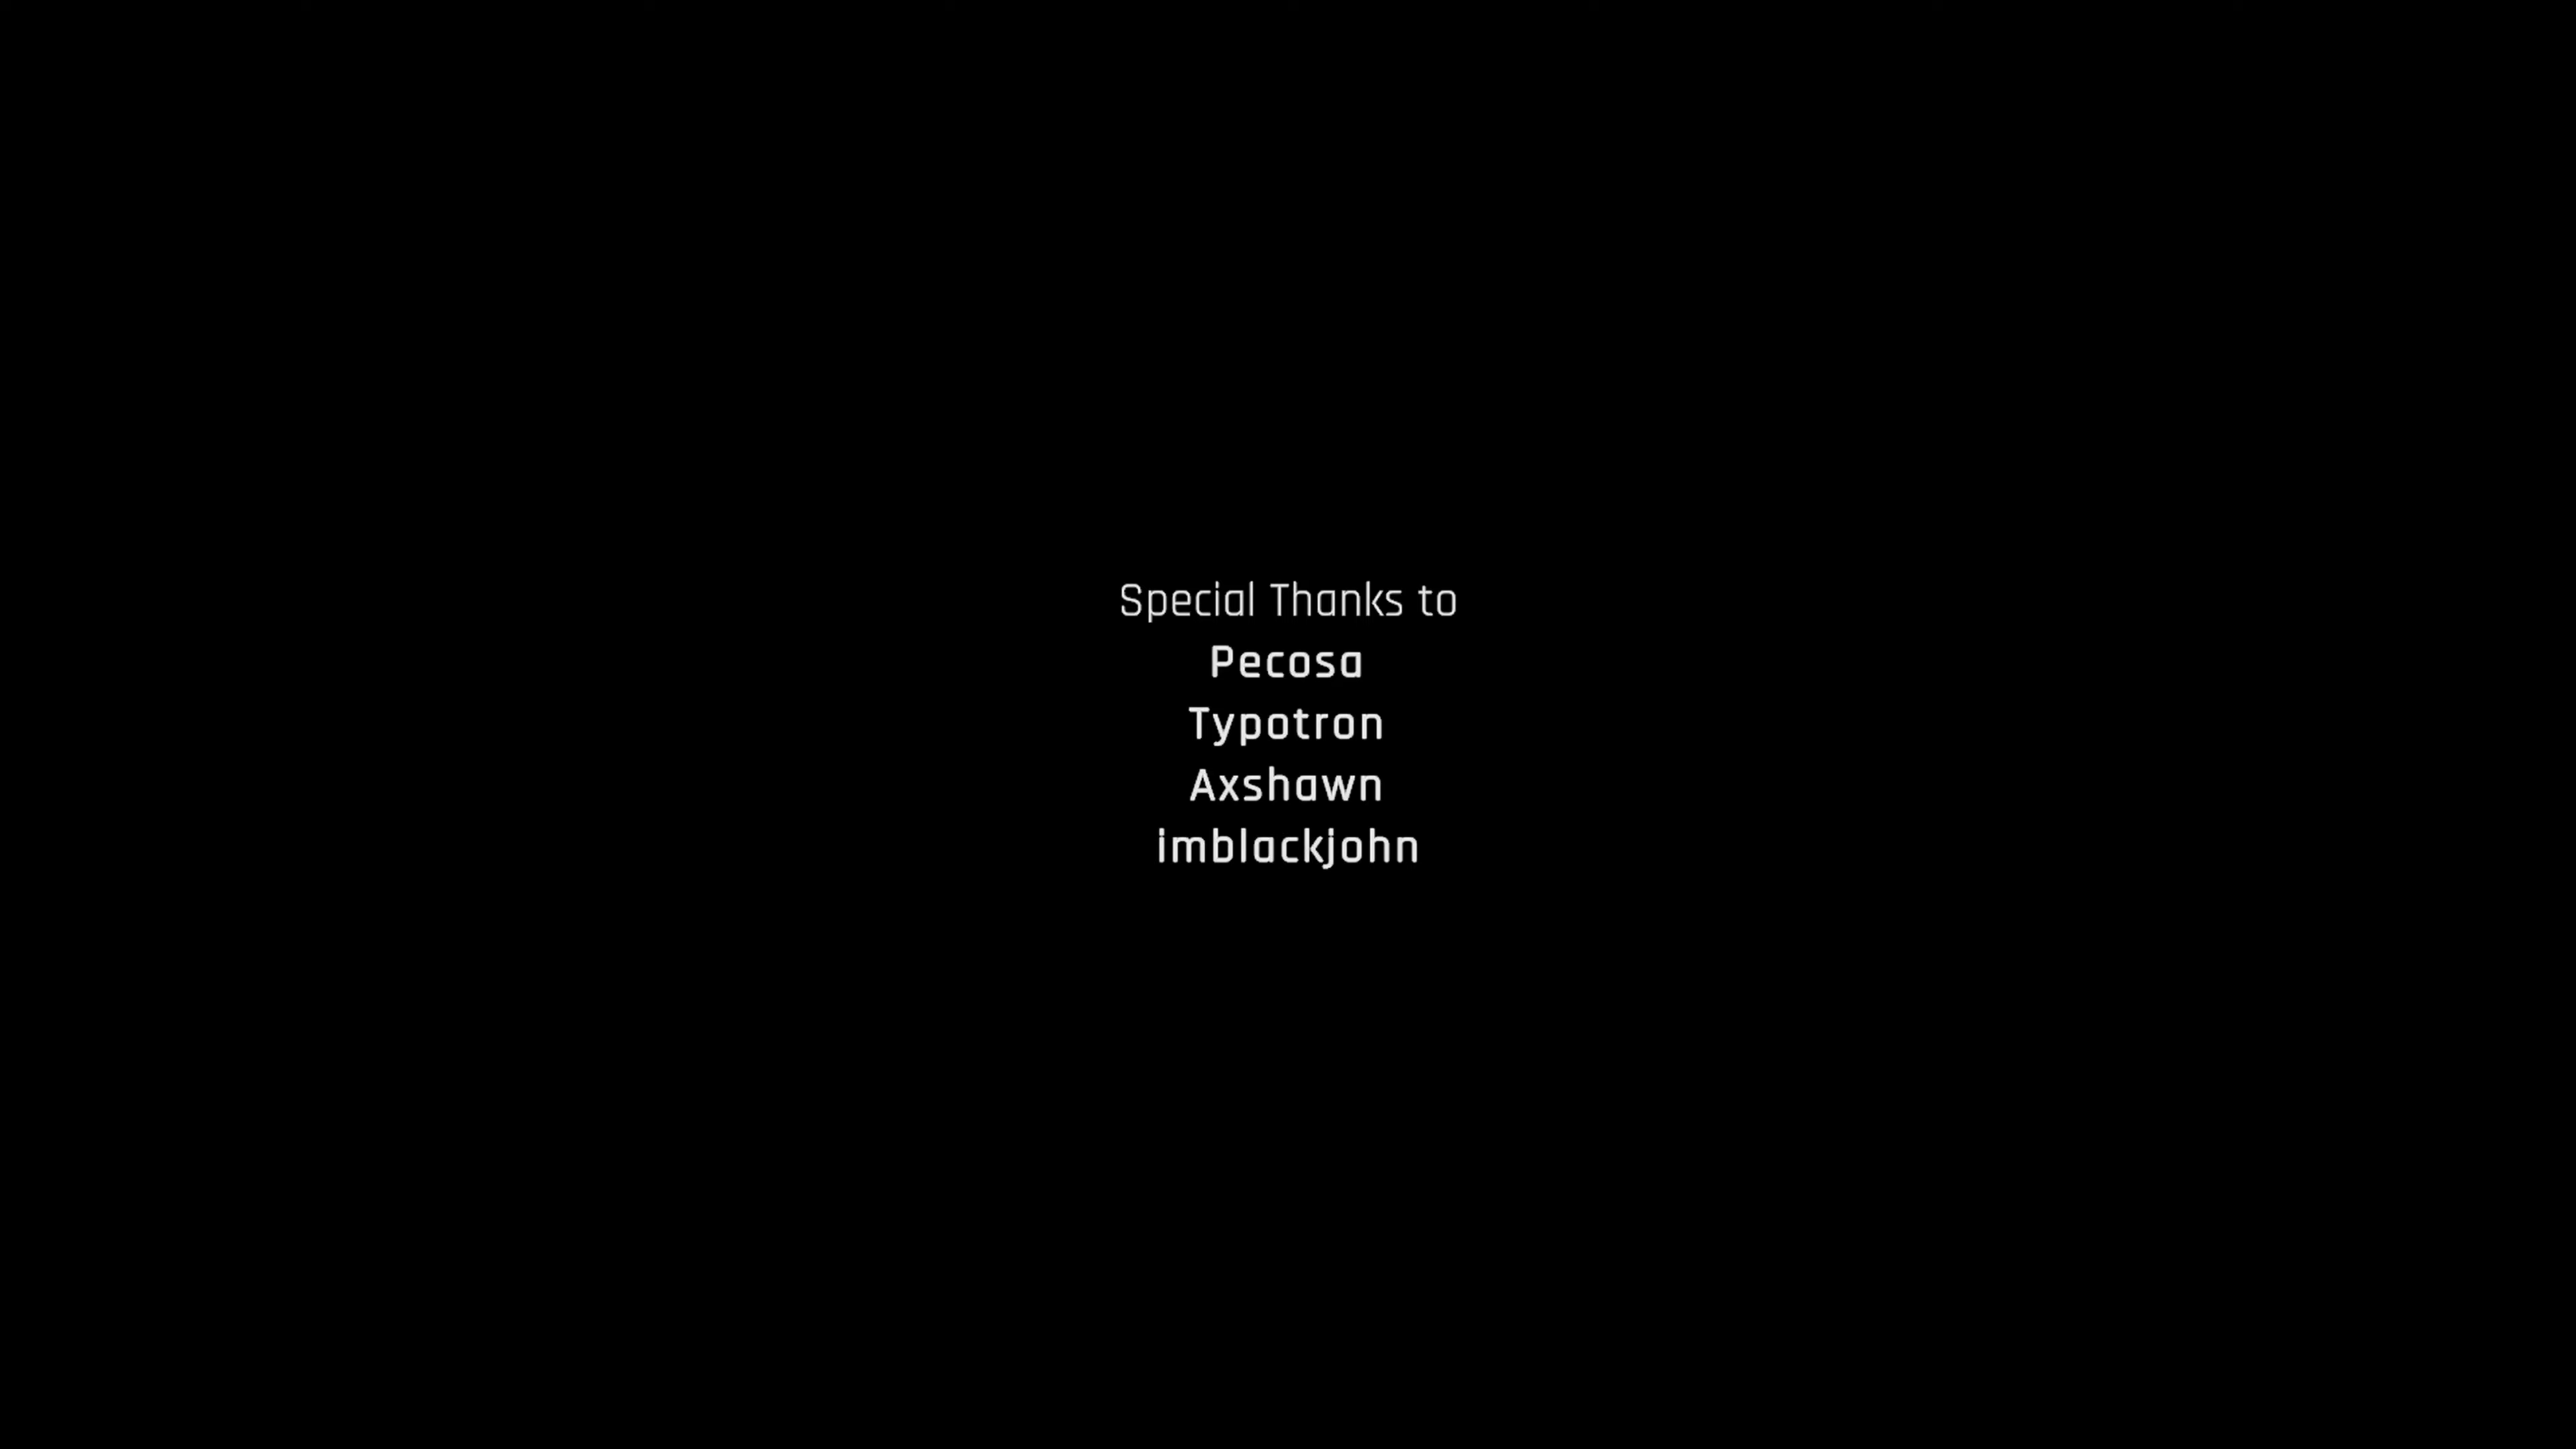 Special Thanks to
Pecosa
Typotron
Axshawn
imblackjohn